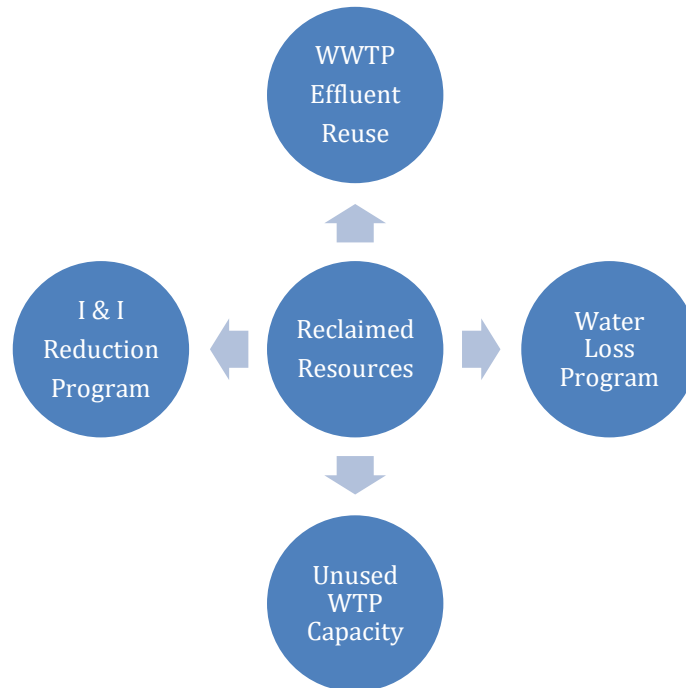 WWTP
Effluent
Reuse
I & I
Reduction
Program
Reclaimed
Resources
Water
Loss
Program
Unused
WTP
Capacity